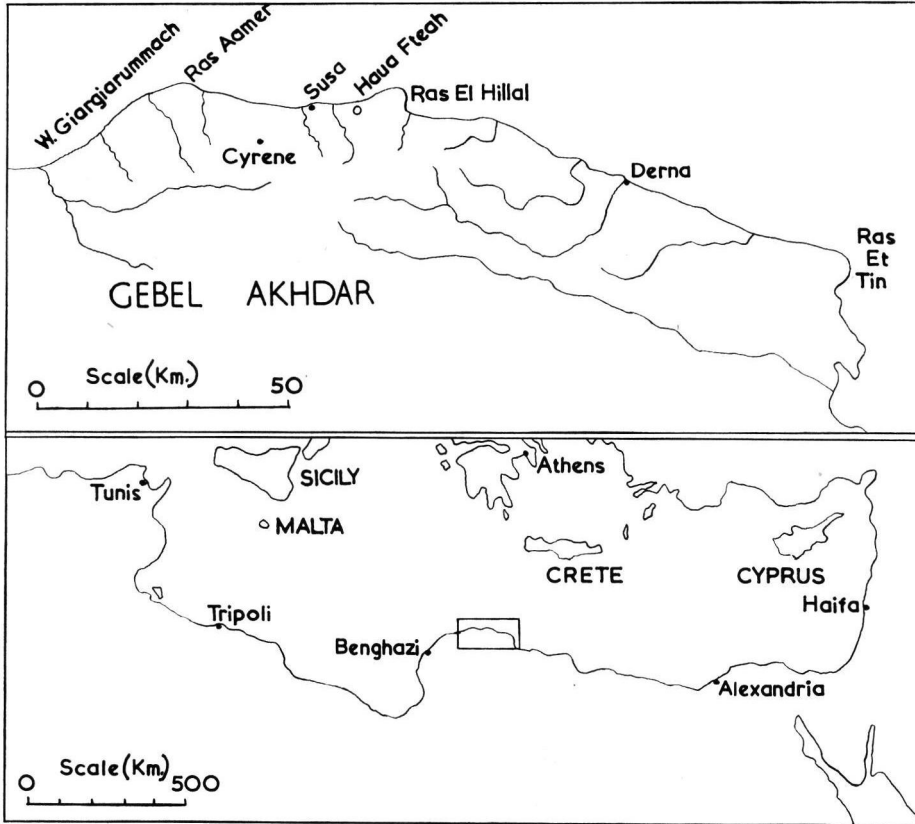 W. Giargiarummach
Ras Aamer
Susa
Haua Fteah
Ras El Hillal
Cyrene
Derna
Ras
Et
Tin
GEBEL AKHDAR
Scale (Km.)
0 50
SICILY
Athens
Tunis
MALTA
CRETE
CYPRUS
Haifa
Tripoli
Benghazi
Alexandria
Scale (Km.)
0 500